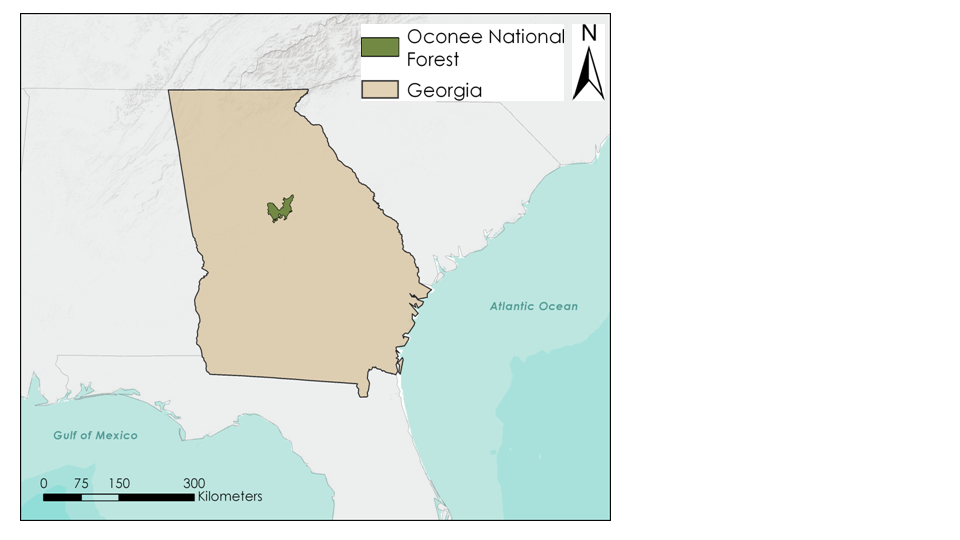 Oconee National
Forest
Georgia
N
Atlantic Ocean
Gulf of Mexico
0 75 150 300
Kilometers